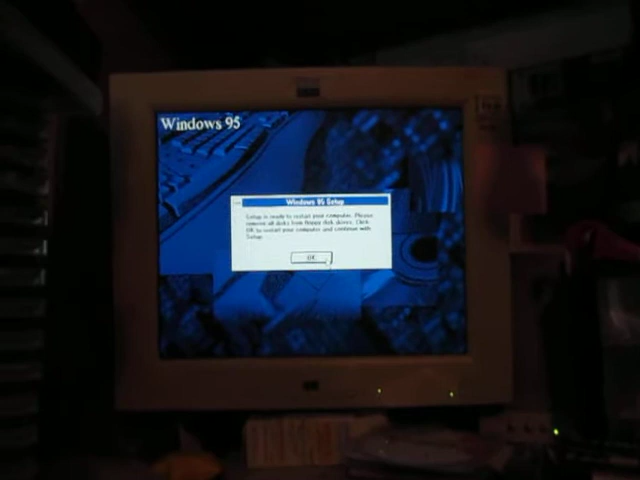 Windows 95
Windows 95 Setup
Setup is ready to restart your computer. Please
remove all disks from floppy disk drives. Click
OK to restart your computer and continue with
Setup.
OK